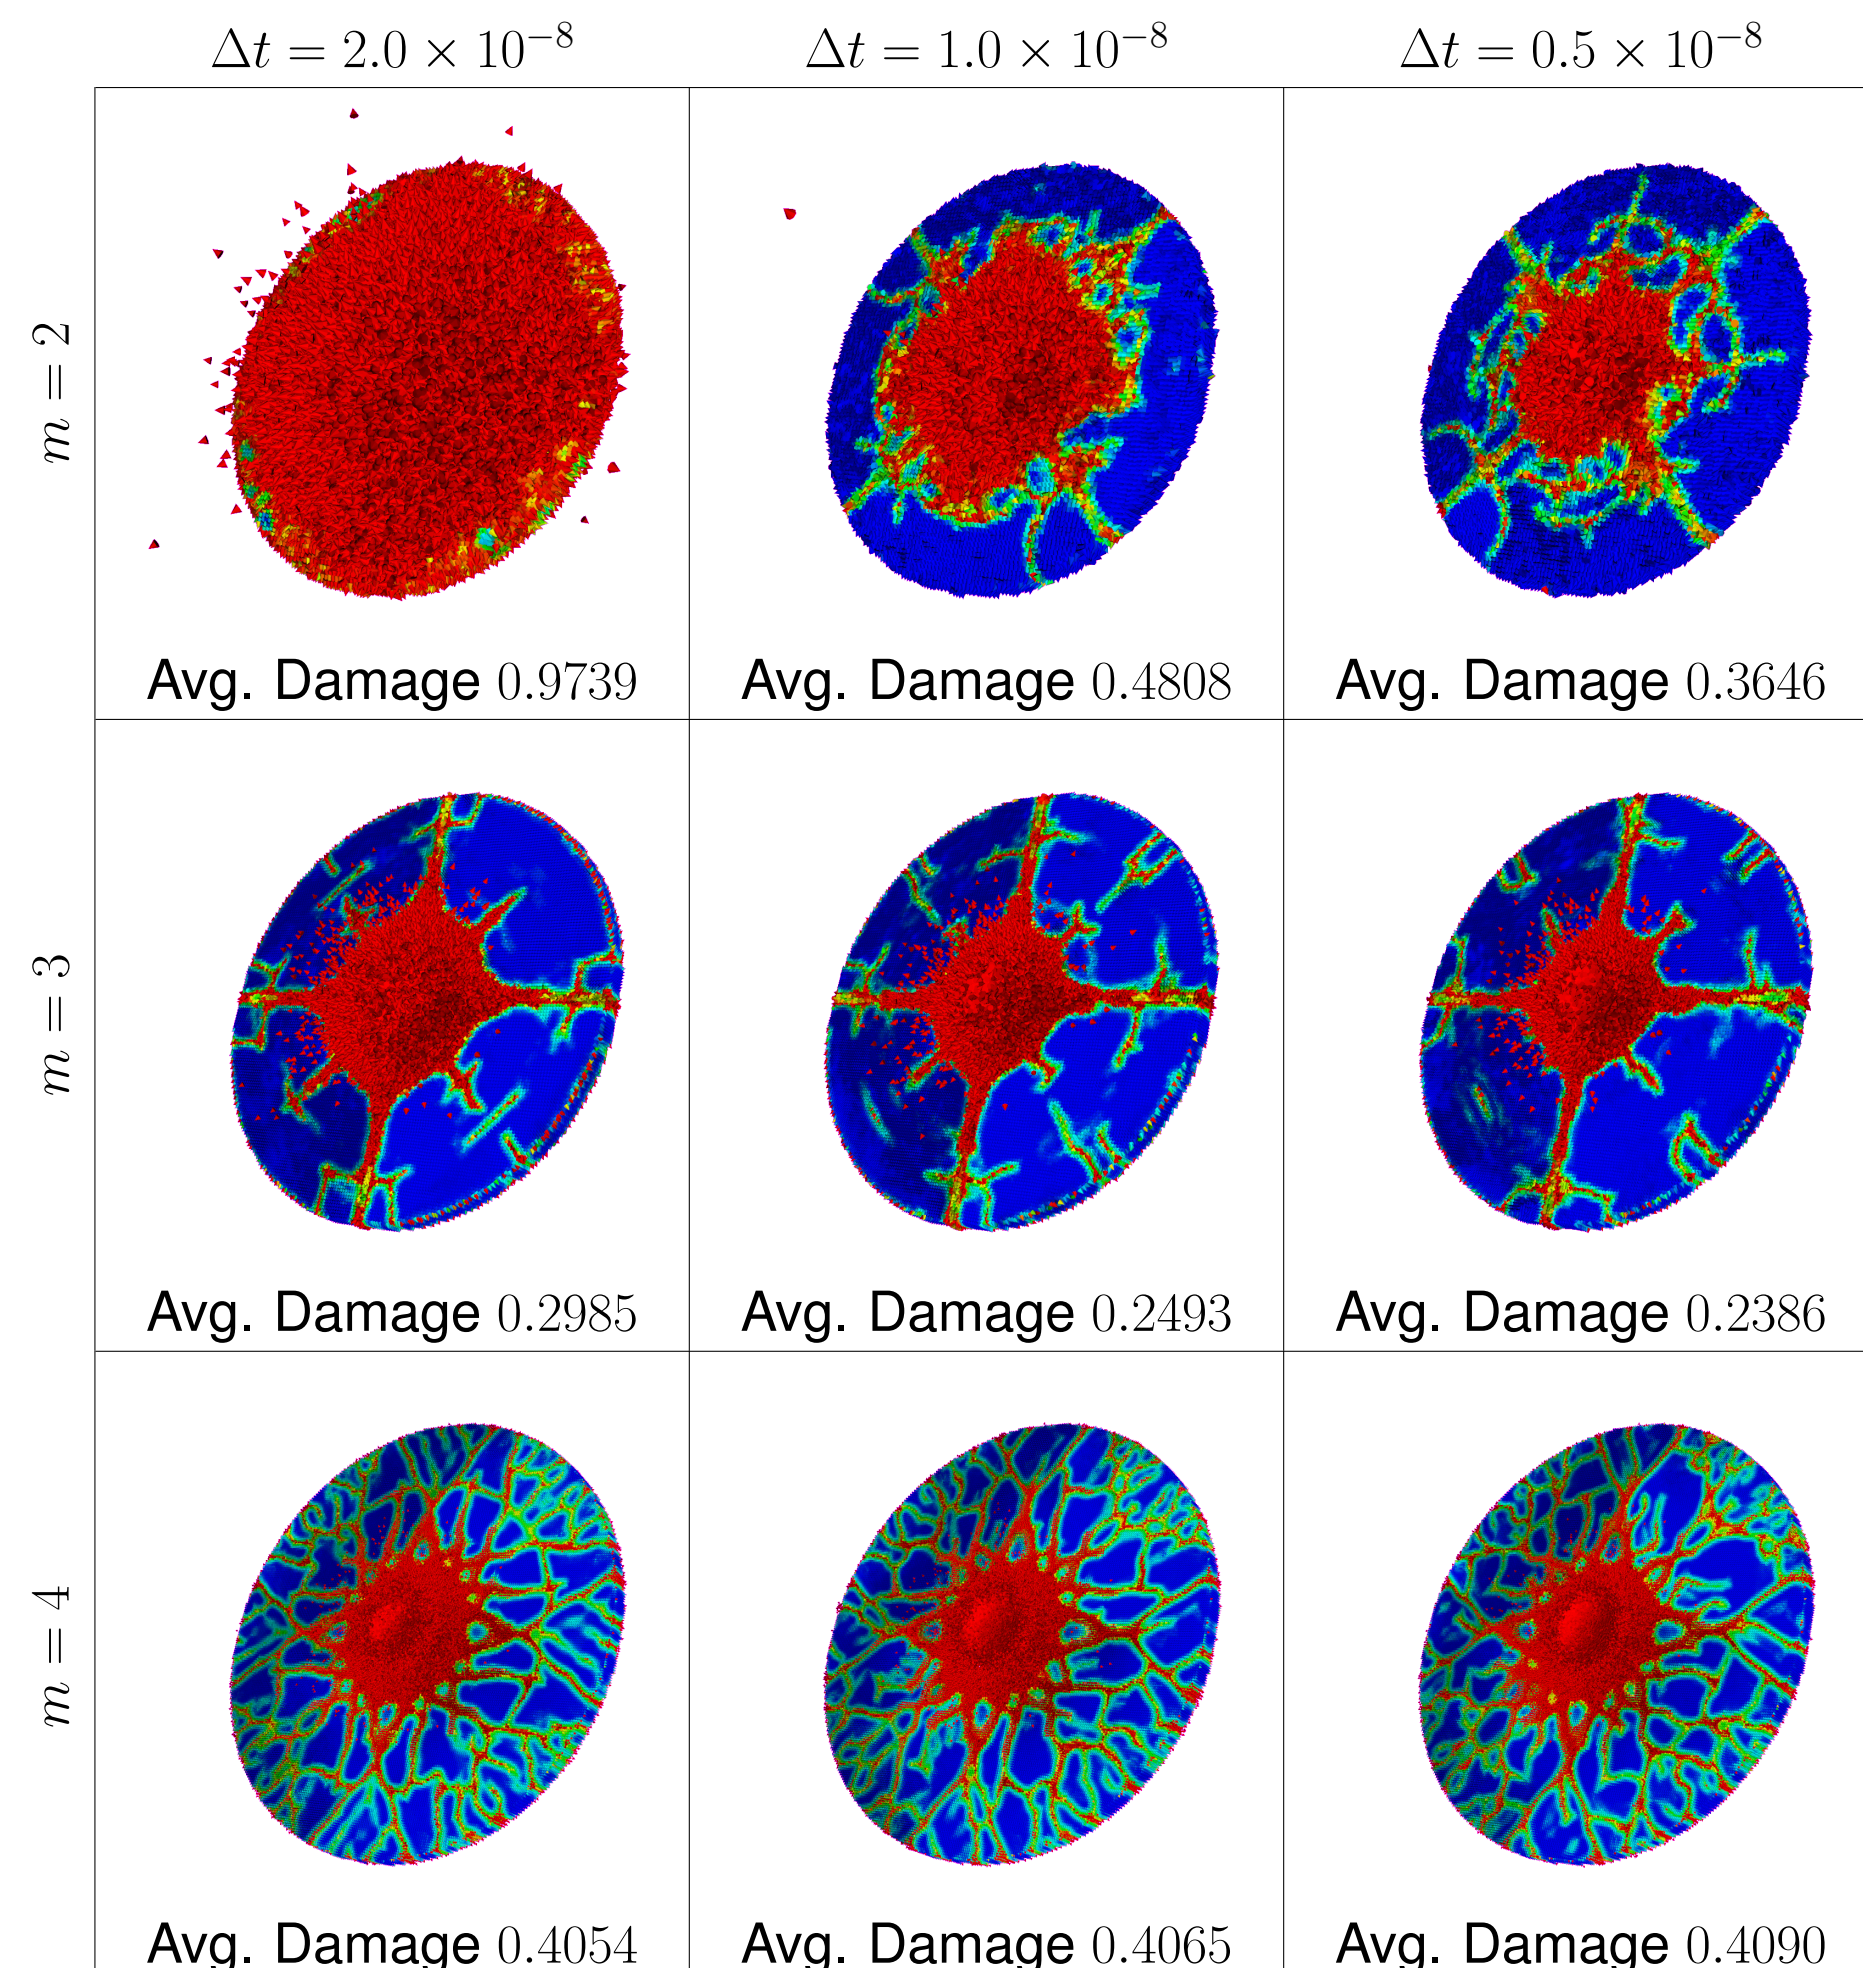 Δt = 2.0 × 10⁻⁸ Δt = 1.0 × 10⁻⁸ Δt = 0.5 × 10⁻⁸
m = 2
Avg. Damage 0.9739 Avg. Damage 0.4808 Avg. Damage 0.3646
m = 3
Avg. Damage 0.2985 Avg. Damage 0.2493 Avg. Damage 0.2386
m = 4
Avg. Damage 0.4054 Avg. Damage 0.4065 Avg. Damage 0.4090